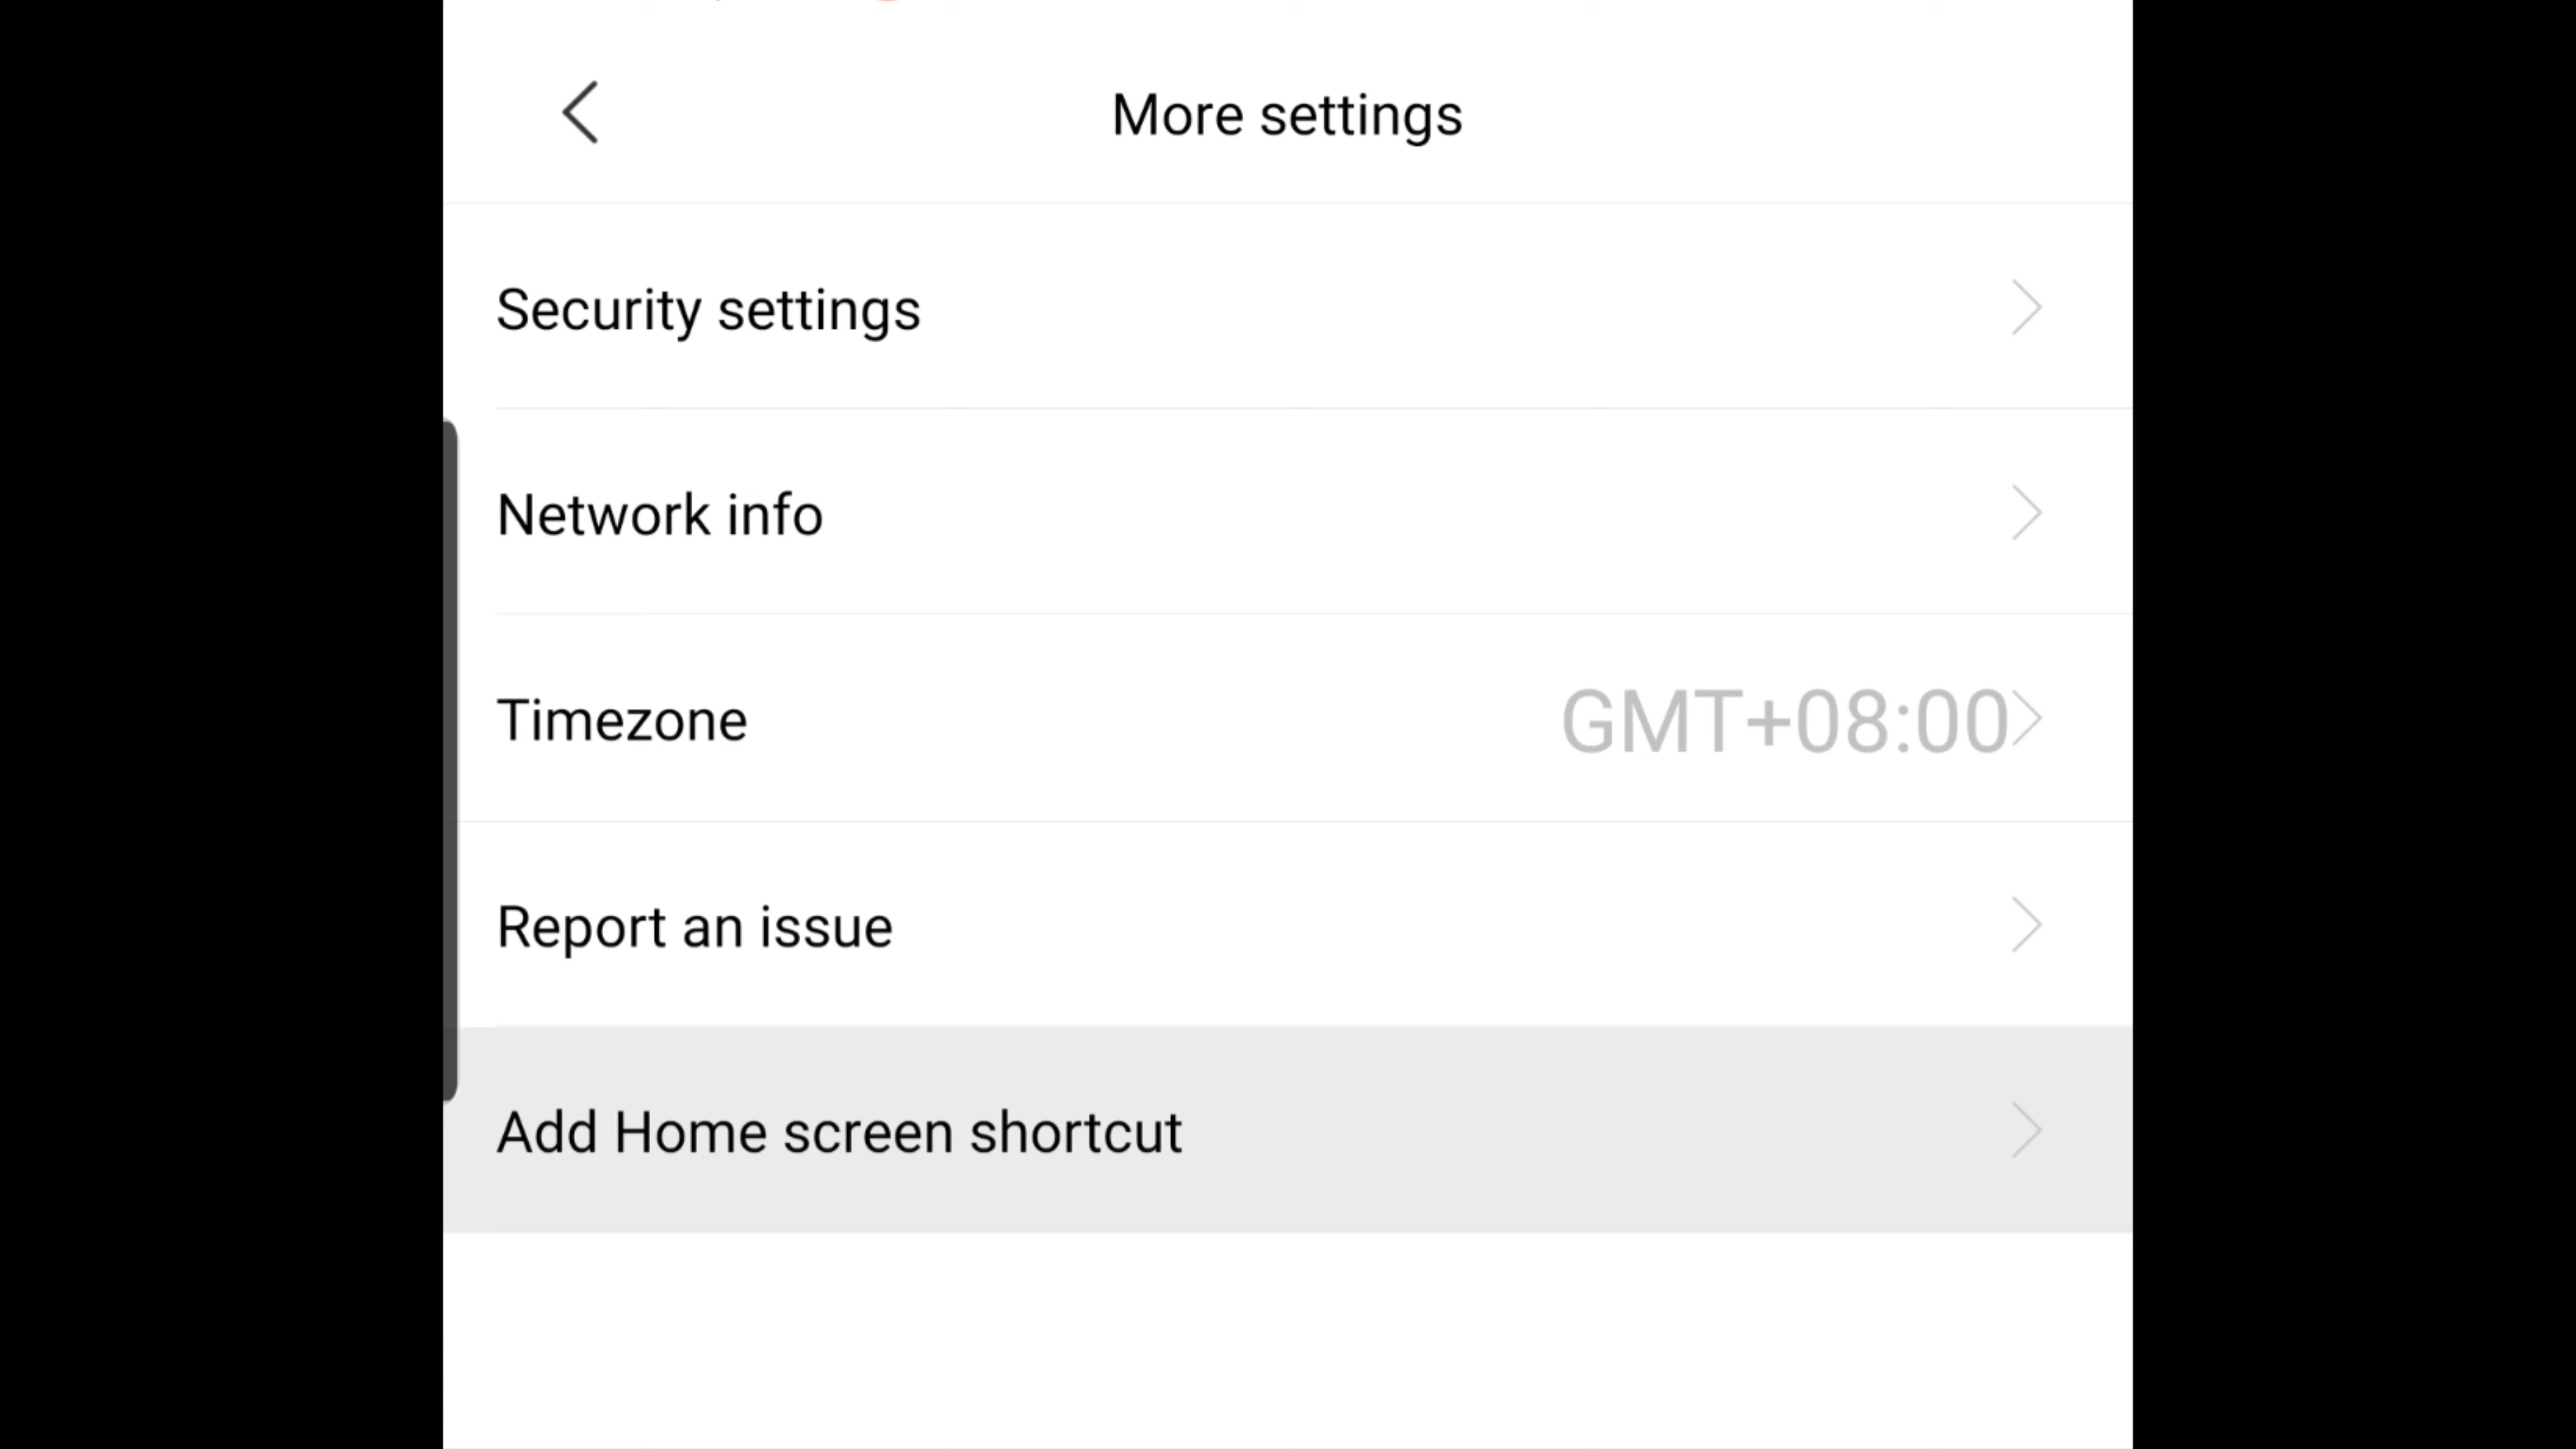 More settings
Security settings
Network info
Timezone
GMT+08:00
Report an issue
Add Home screen shortcut